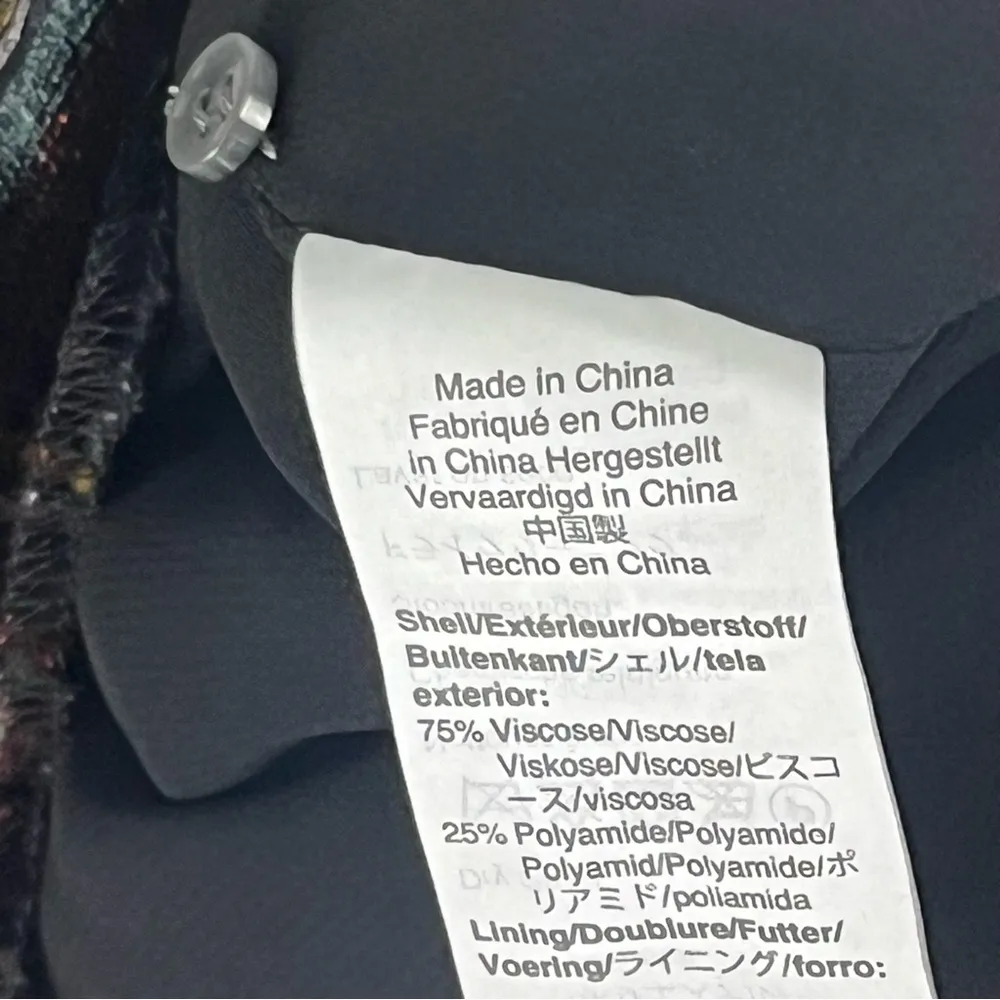 Made in China
Fabriqué en Chine
in China Hergestellt
Vervaardigd in China
中国製
Hecho en China
Shell/Extérieur/Oberstoff/
Buitenkant/シェル/tela
exterior:
75% Viscose/Viscose/
Viskose/Viscose/ビスコ
ース/viscosa
25% Polyamide/Polyamide/
Polyamid/Polyamide/ポ
リアミド/poliamida
Lining/Doublure/Futter/
Voering/ライニング/forro: